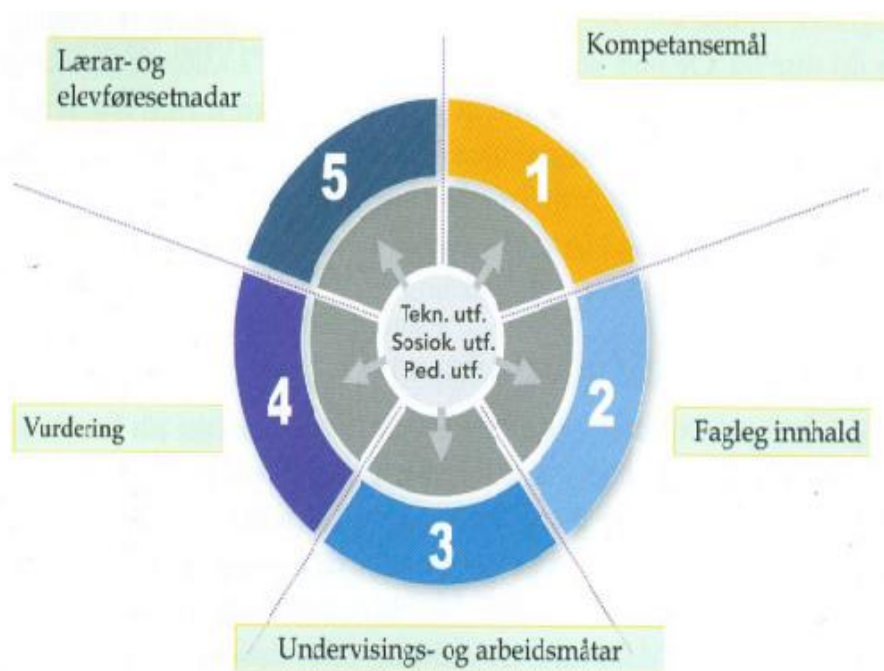 Lærar- og
elevføresetnadar
Kompetansemål
5
1
Tekn. utf.
Sosiok. utf.
Ped. utf.
4
2
Vurdering
Fagleg innhald
3
Undervisings- og arbeidsmåtar